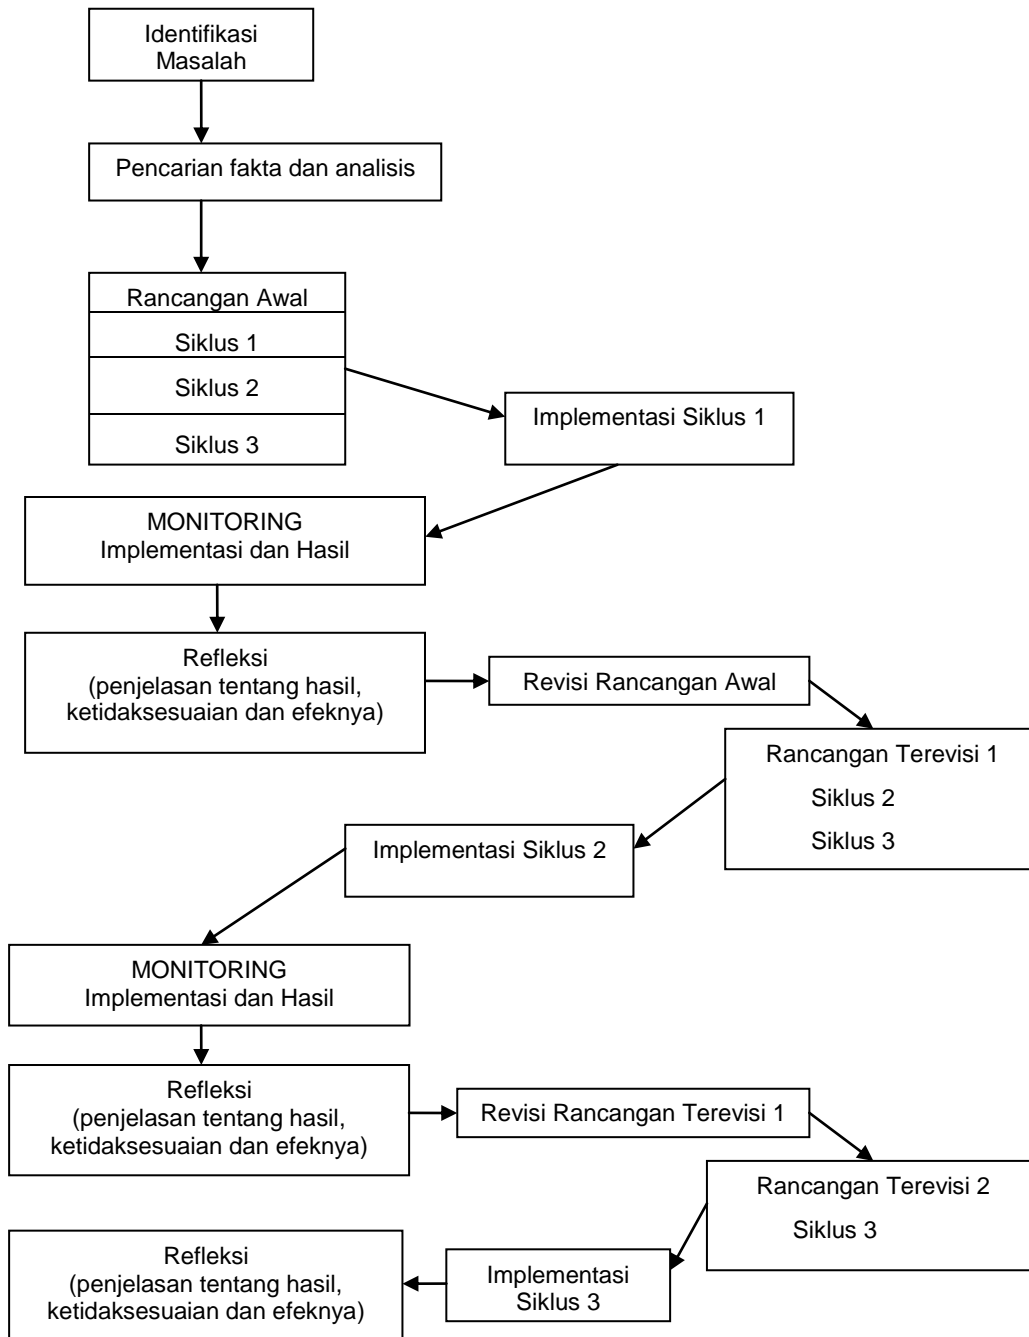 Identifikasi
Masalah
Pencarian fakta dan analisis
Rancangan Awal
Siklus 1
Siklus 2
Siklus 3
Implementasi Siklus 1
MONITORING
Implementasi dan Hasil
Refleksi
(penjelasan tentang hasil,
ketidaksesuaian dan efeknya)
Revisi Rancangan Awal
Rancangan Terevisi 1
Siklus 2
Siklus 3
Implementasi Siklus 2
MONITORING
Implementasi dan Hasil
Refleksi
(penjelasan tentang hasil,
ketidaksesuaian dan efeknya)
Revisi Rancangan Terevisi 1
Rancangan Terevisi 2
Siklus 3
Implementasi
Siklus 3
Refleksi
(penjelasan tentang hasil,
ketidaksesuaian dan efeknya)